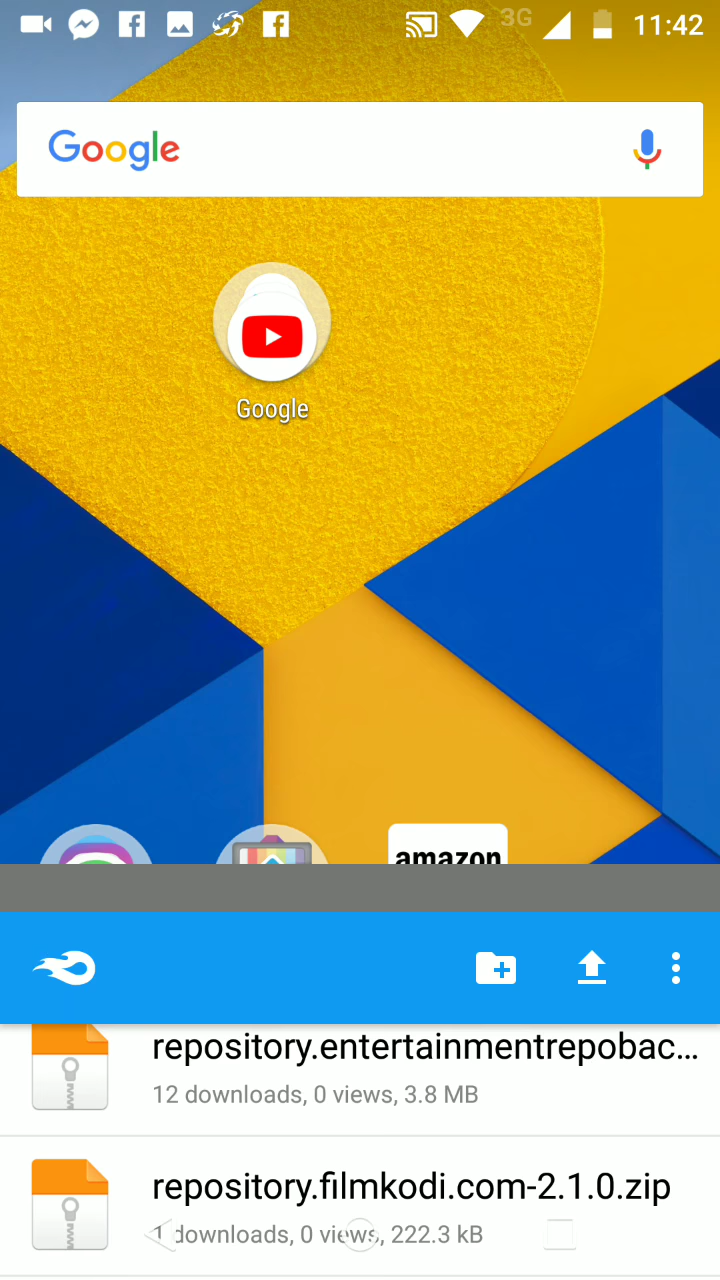 3G 11:42
Google
Google
amazon
repository.entertainmentrepobac...
12 downloads, 0 views, 3.8 MB
repository.filmkodi.com-2.1.0.zip
1 downloads, 0 views, 222.3 kB